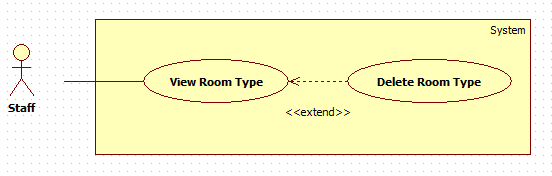 System
View Room Type
Delete Room Type
Staff
<<extend>>